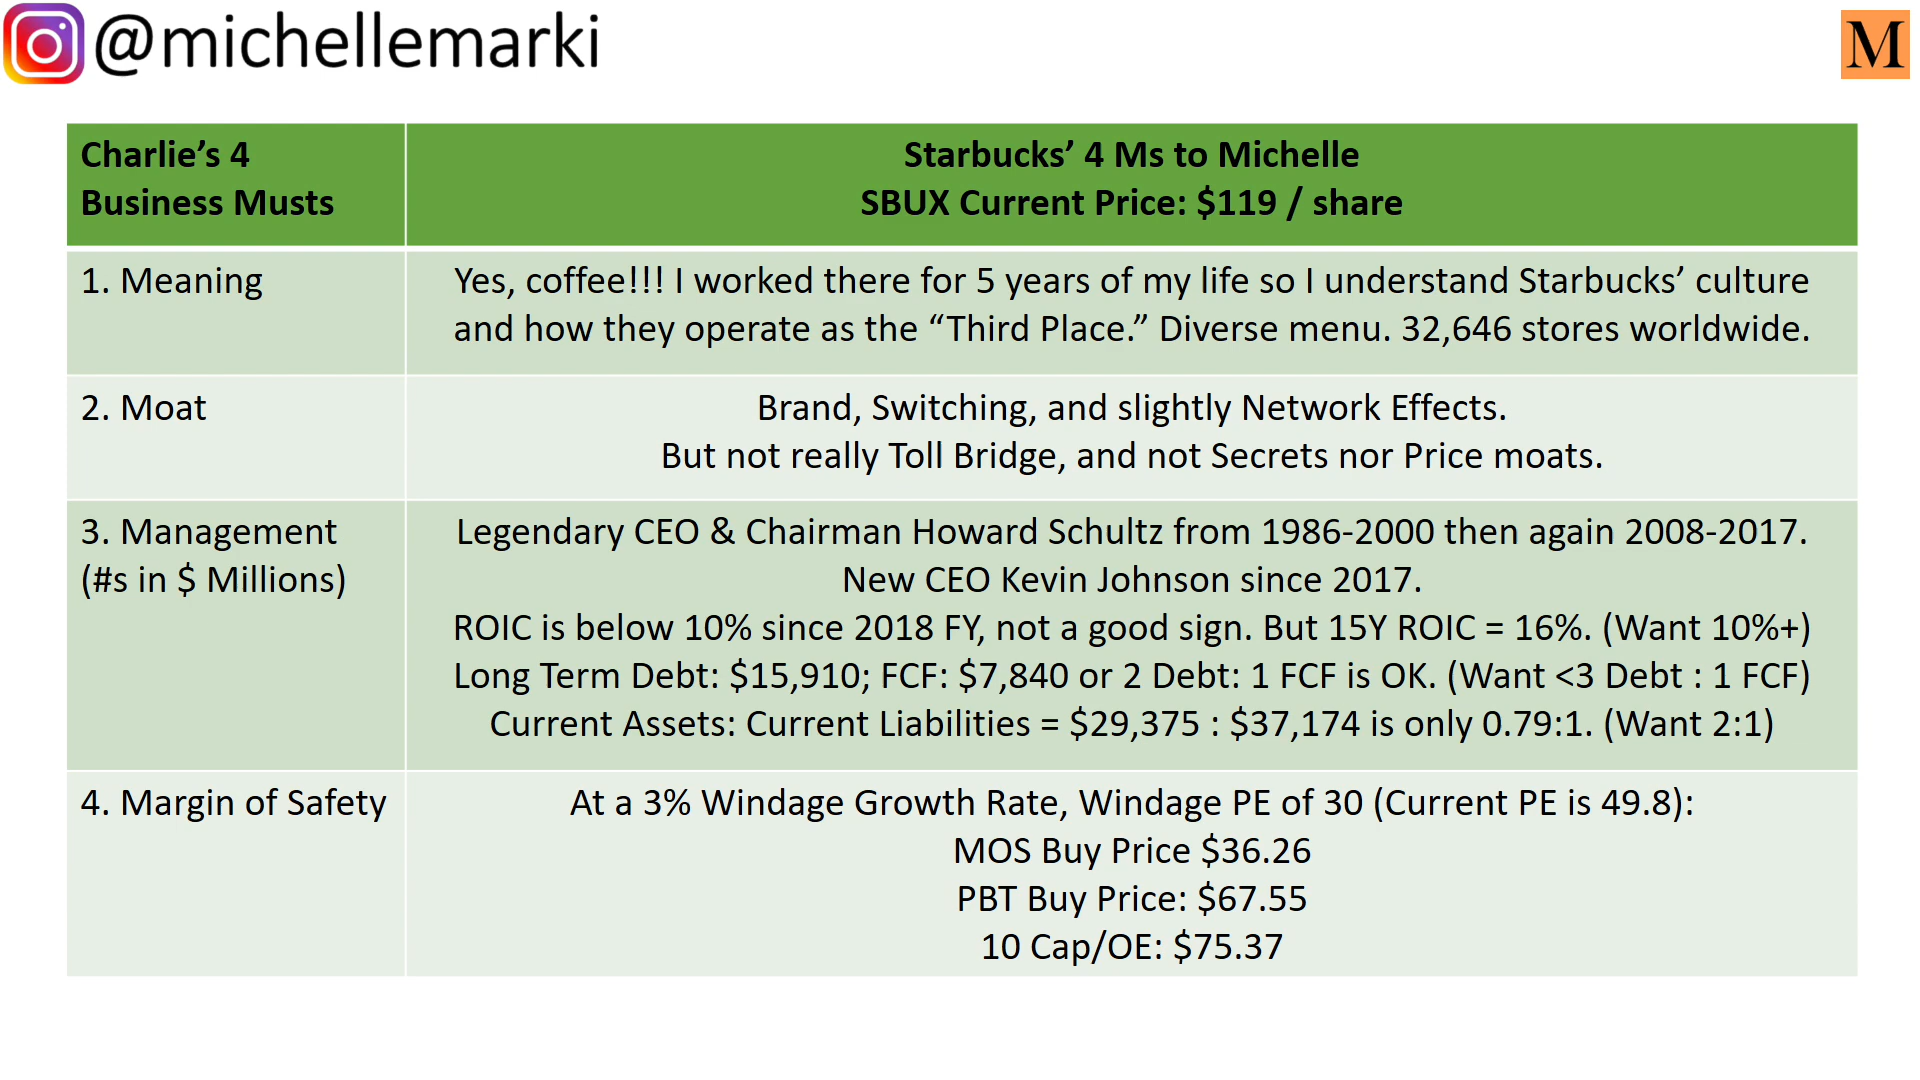 @michellemarki
M
Charlie’s 4
Business Musts
Starbucks’ 4 Ms to Michelle
SBUX Current Price: $119 / share
1. Meaning
Yes, coffee!!! I worked there for 5 years of my life so I understand Starbucks’ culture
and how they operate as the “Third Place.” Diverse menu. 32,646 stores worldwide.
2. Moat
Brand, Switching, and slightly Network Effects.
But not really Toll Bridge, and not Secrets nor Price moats.
3. Management
(#s in $ Millions)
Legendary CEO & Chairman Howard Schultz from 1986-2000 then again 2008-2017.
New CEO Kevin Johnson since 2017.
ROIC is below 10% since 2018 FY, not a good sign. But 15Y ROIC = 16%. (Want 10%+)
Long Term Debt: $15,910; FCF: $7,840 or 2 Debt: 1 FCF is OK. (Want <3 Debt : 1 FCF)
Current Assets: Current Liabilities = $29,375 : $37,174 is only 0.79:1. (Want 2:1)
4. Margin of Safety
At a 3% Windage Growth Rate, Windage PE of 30 (Current PE is 49.8):
MOS Buy Price $36.26
PBT Buy Price: $67.55
10 Cap/OE: $75.37